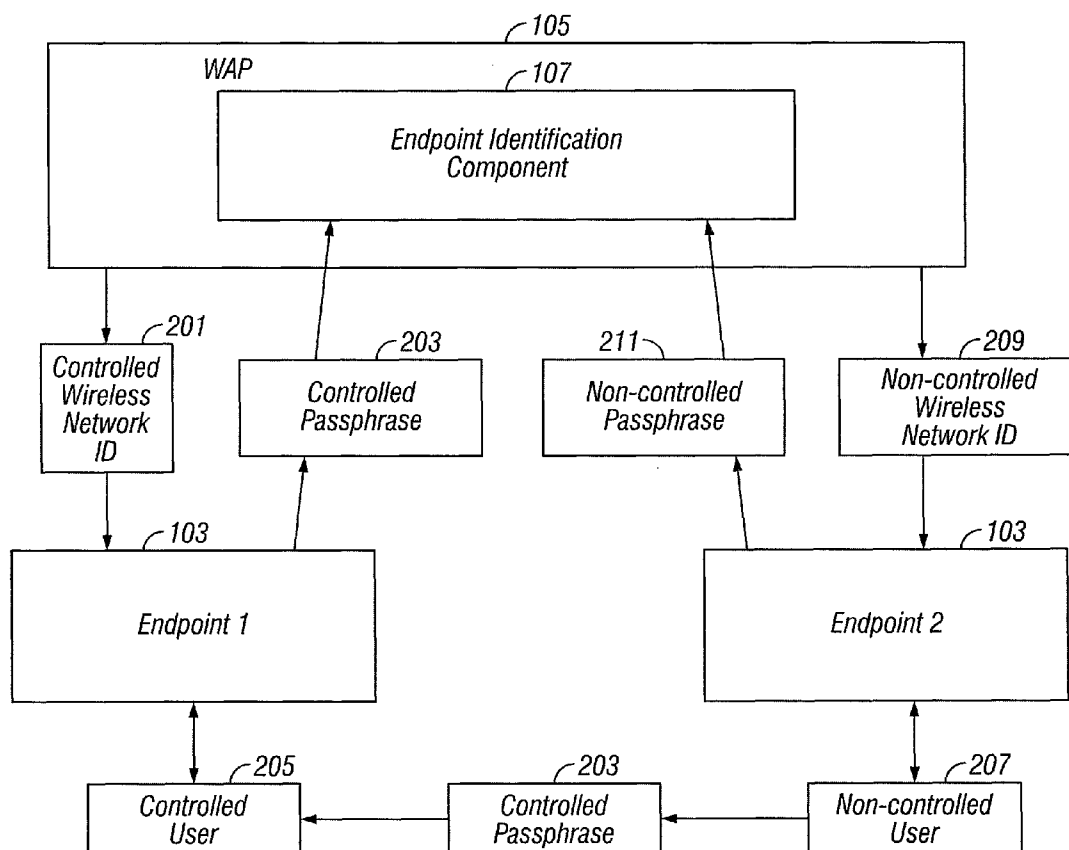 105
WAP
107
Endpoint Identification
Component
201
Controlled
Wireless
Network
ID
203
Controlled
Passphrase
211
Non-controlled
Passphrase
209
Non-controlled
Wireless
Network ID
103
Endpoint 1
103
Endpoint 2
205
Controlled
User
203
Controlled
Passphrase
207
Non-controlled
User